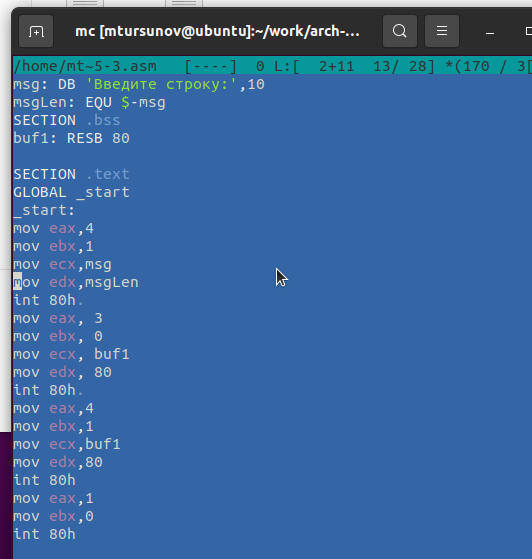 mc [mtursunov@ubuntu]:~/work/arch-...
/home/mt~5-3.asm   [----]  0 L:[  2+11  13/ 28] *(170 / 3[
msg: DB 'Введите строку:',10
msgLen: EQU $-msg
SECTION .bss
buf1: RESB 80
SECTION .text
GLOBAL _start
_start:
mov eax,4
mov ebx,1
mov ecx,msg
mov edx,msgLen
int 80h.
mov eax, 3
mov ebx, 0
mov ecx, buf1
mov edx, 80
int 80h.
mov eax,4
mov ebx,1
mov ecx,buf1
mov edx,80
int 80h
mov eax,1
mov ebx,0
int 80h